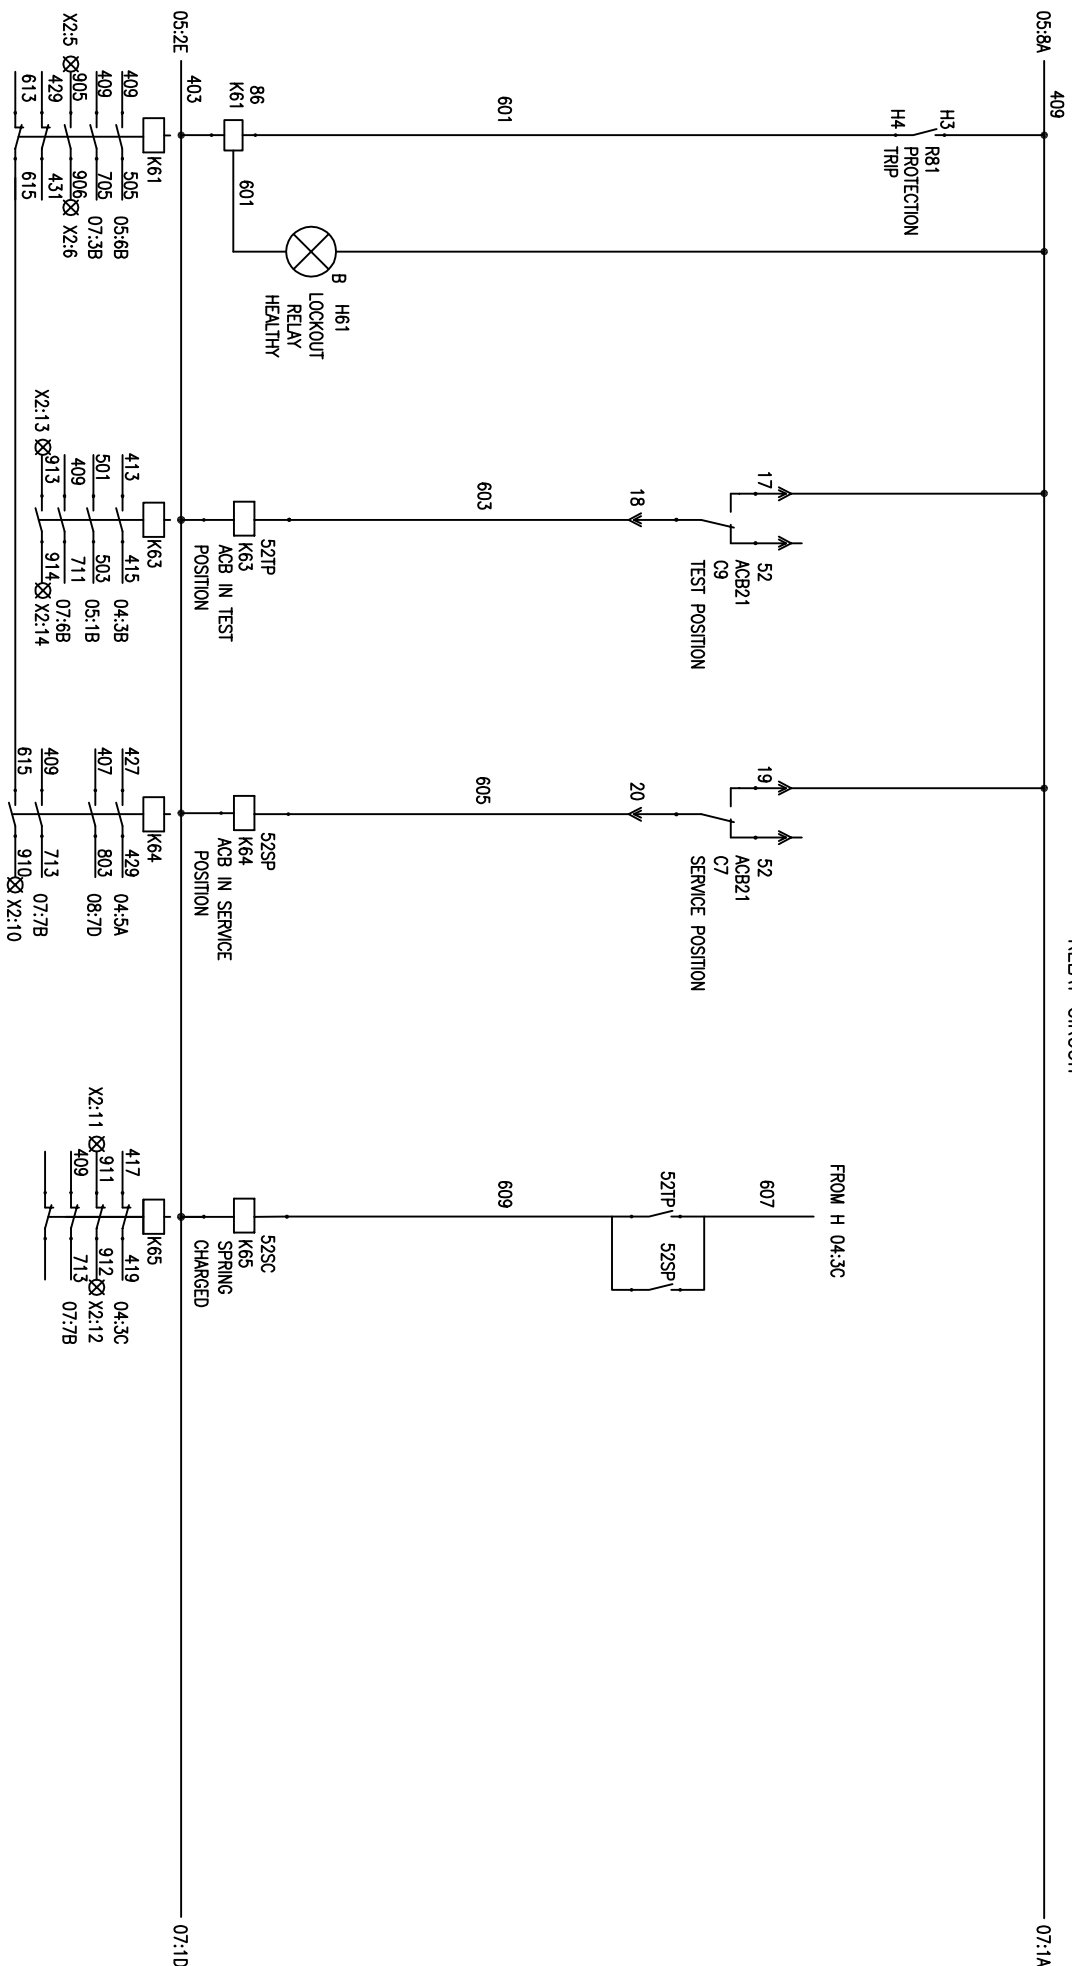 RELAY CIRCUIT
05:8A
409
07:1A
H3
H4
R81
PROTECTION
TRIP
601
86
K61
601
B
H61
LOCKOUT
RELAY
HEALTHY
17
18
52
ACB21
C9
TEST POSITION
603
52TP
K63
ACB IN TEST
POSITION
19
20
52
ACB21
C7
SERVICE POSITION
605
52SP
K64
ACB IN SERVICE
POSITION
FROM H 04:3C
607
52TP
52SP
609
52SC
K65
SPRING
CHARGED
05:2E
403
07:1D
K61
409 505 05:6B
409 705 07:3B
X2:5 905 906 X2:6
429 431
613 615
K63
413 415 04:3B
501 503 05:1B
409 711 07:6B
X2:13 913 914 X2:14
K64
427 429 04:5A
407 803 08:7D
409 713 07:7B
615 910 X2:10
K65
417 419 04:3C
X2:11 911 912 X2:12
409 713 07:7B